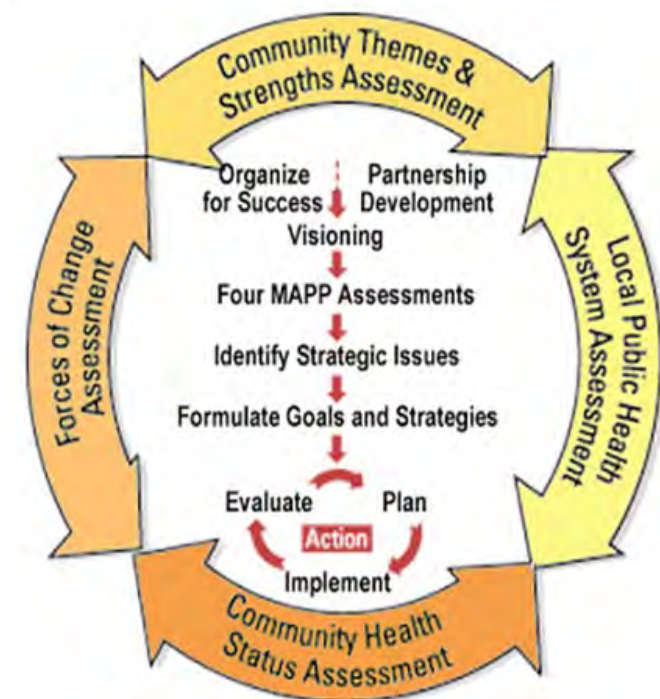 Community Themes &
Strengths Assessment
Organize
for Success
Partnership
Development
Visioning
Four MAPP Assessments
Identify Strategic Issues
Formulate Goals and Strategies
Evaluate
Plan
Action
Implement
Forces of Change
Assessment
Local Public Health
System Assessment
Community Health
Status Assessment